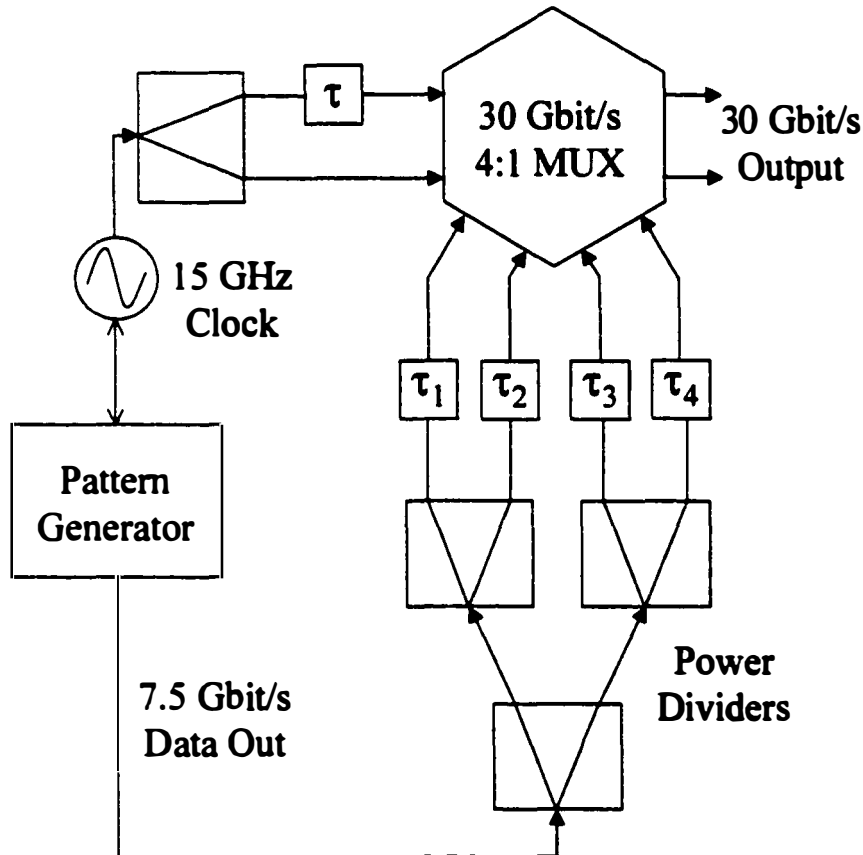 τ
30 Gbit/s
4:1 MUX
30 Gbit/s
Output
15 GHz
Clock
τ1
τ2
τ3
τ4
Pattern
Generator
7.5 Gbit/s
Data Out
Power
Dividers